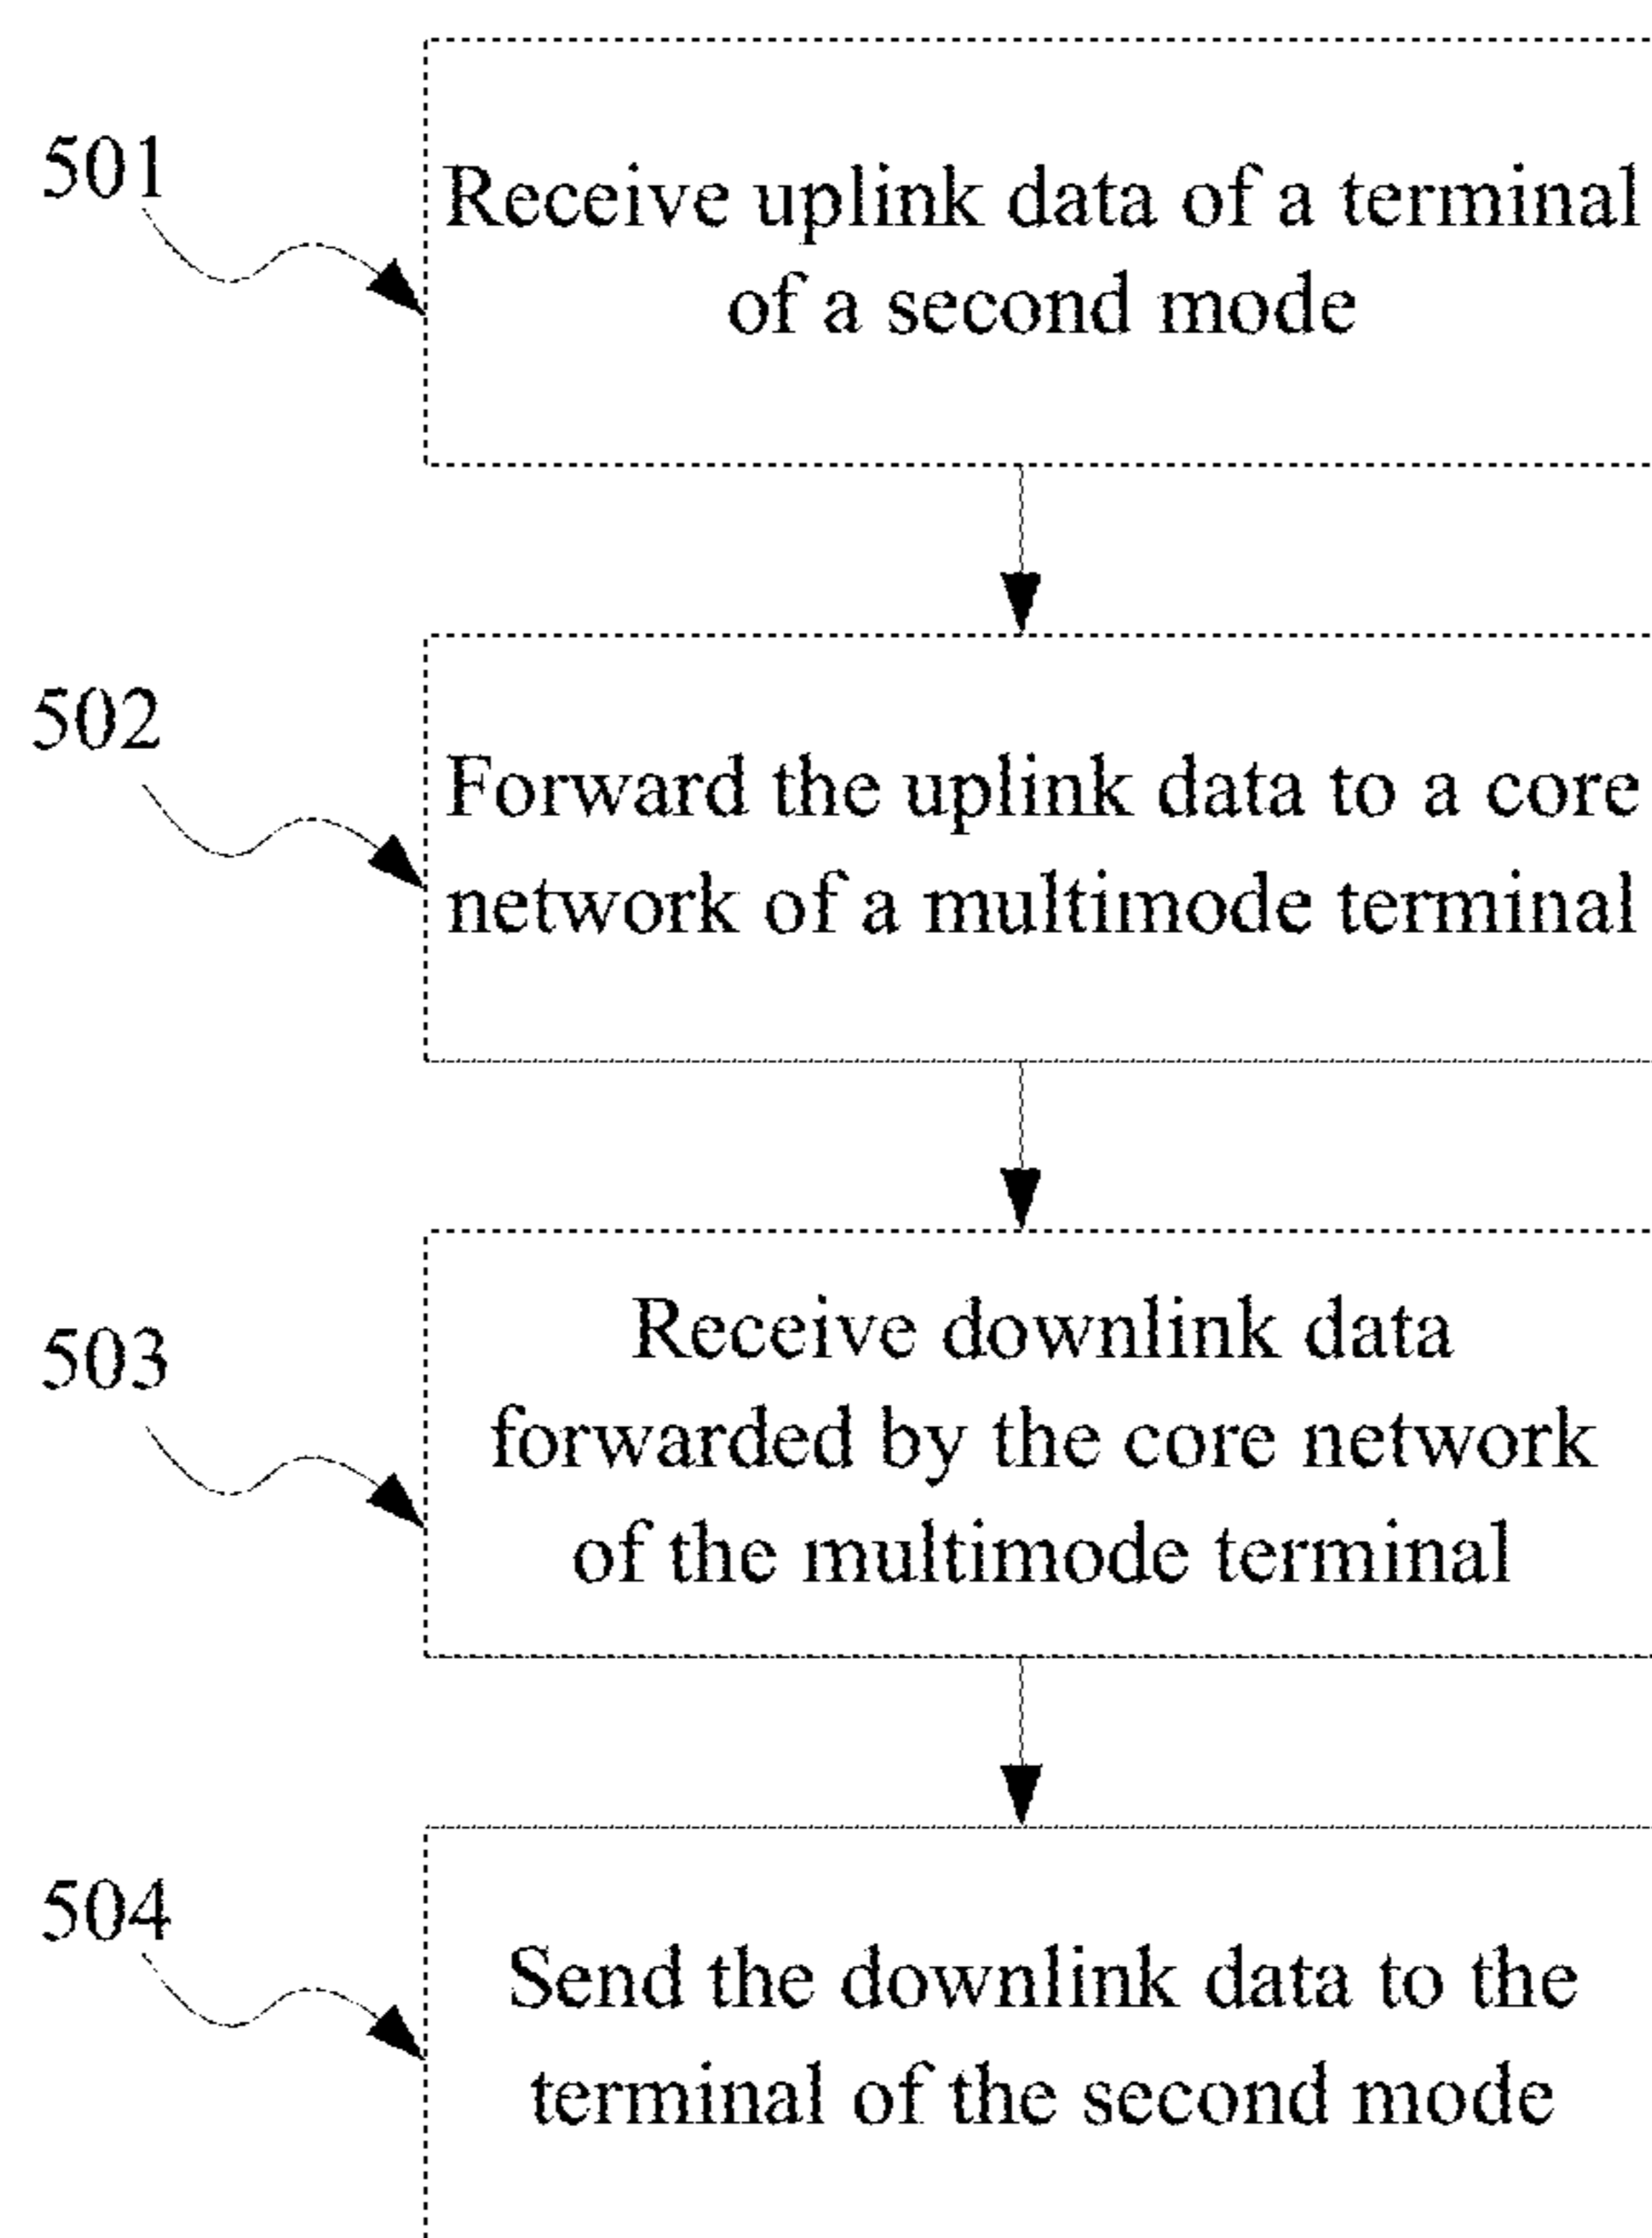 501
Receive uplink data of a terminal
of a second mode
502
Forward the uplink data to a core
network of a multimode terminal
503
Receive downlink data
forwarded by the core network
of the multimode terminal
504
Send the downlink data to the
terminal of the second mode